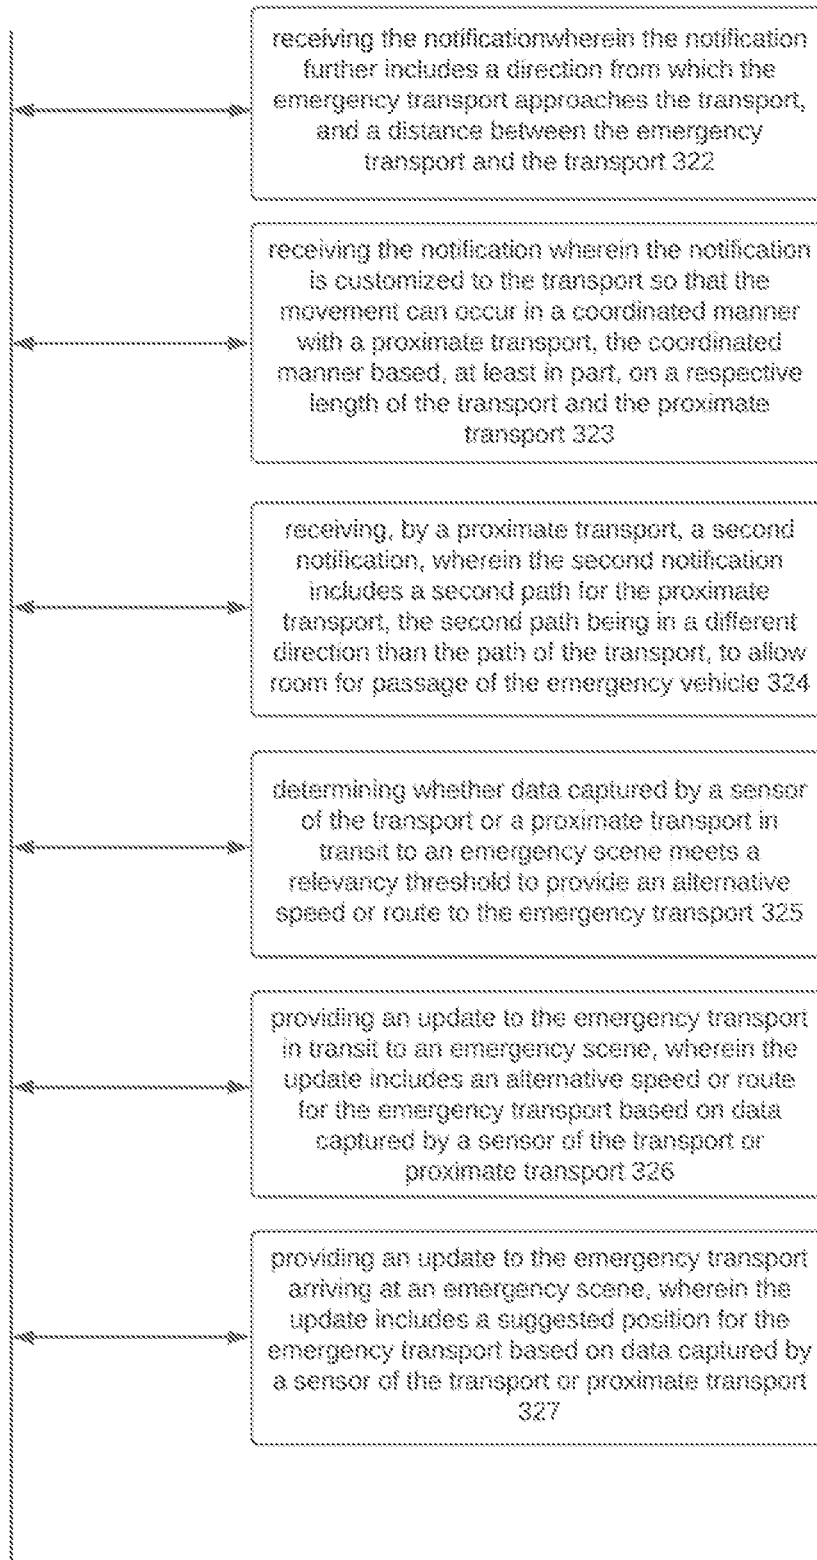 receiving the notificationwherein the notification
further includes a direction from which the
emergency transport approaches the transport,
and a distance between the emergency
transport and the transport 322
receiving the notification wherein the notification
is customized to the transport so that the
movement can occur in a coordinated manner
with a proximate transport, the coordinated
manner based, at least in part, on a respective
length of the transport and the proximate
transport 323
receiving, by a proximate transport, a second
notification, wherein the second notification
includes a second path for the proximate
transport, the second path being in a different
direction than the path of the transport, to allow
room for passage of the emergency vehicle 324
determining whether data captured by a sensor
of the transport or a proximate transport in
transit to an emergency scene meets a
relevancy threshold to provide an alternative
speed or route to the emergency transport 325
providing an update to the emergency transport
in transit to an emergency scene, wherein the
update includes an alternative speed or route
for the emergency transport based on data
captured by a sensor of the transport or
proximate transport 326
providing an update to the emergency transport
arriving at an emergency scene, wherein the
update includes a suggested position for the
emergency transport based on data captured by
a sensor of the transport or proximate transport
327